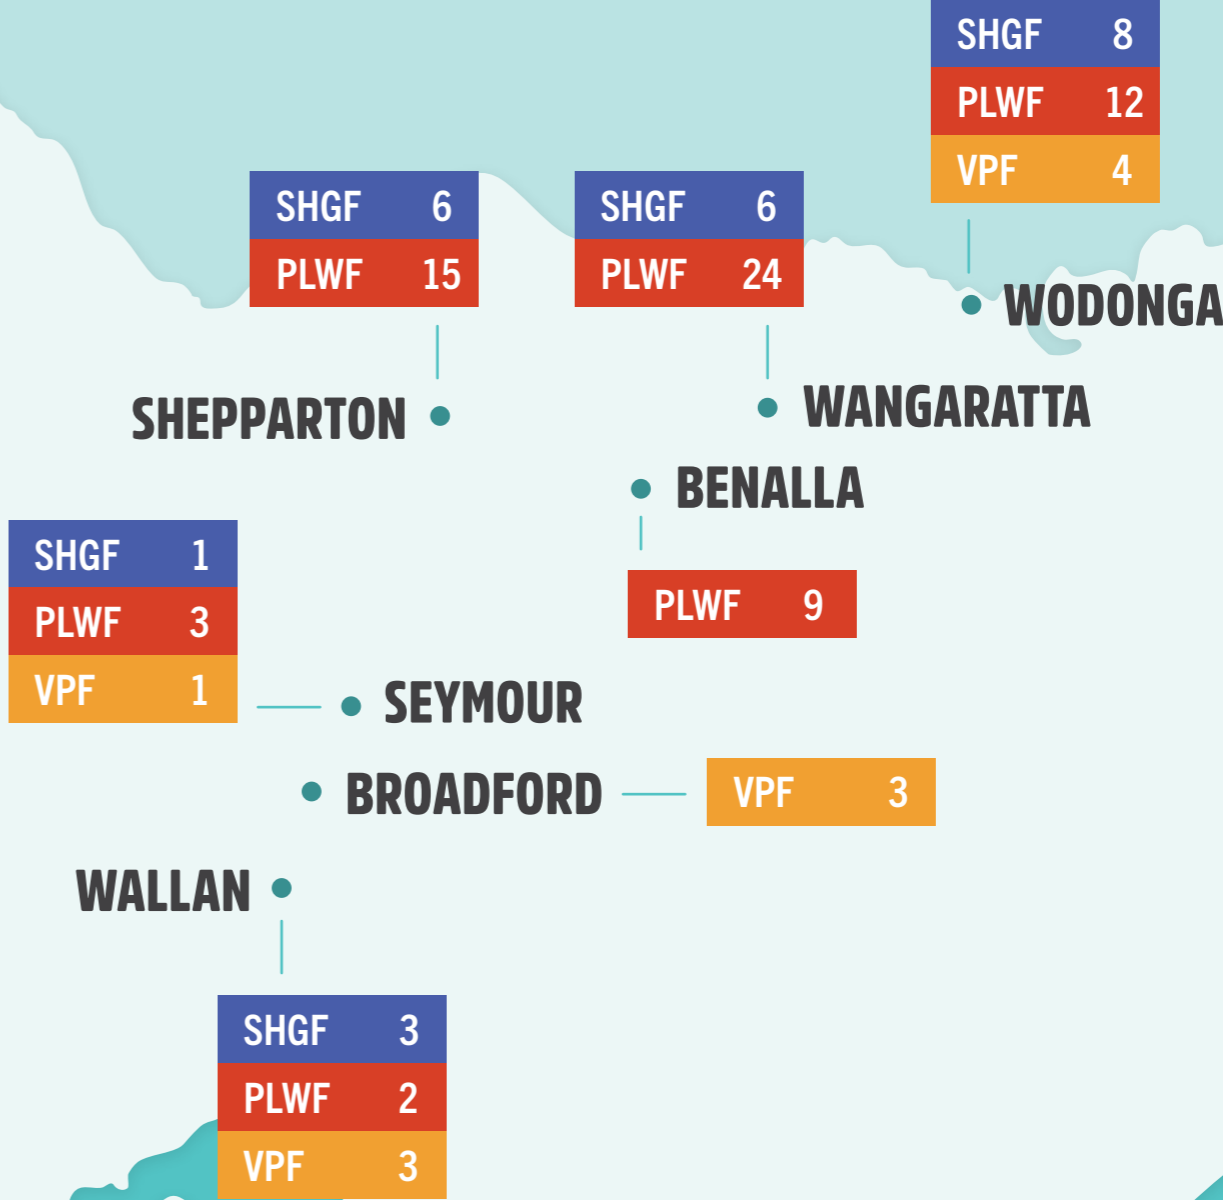 SHGF 8
PLWF 12
VPF 4
WODONGA
SHGF 6
PLWF 15
SHEPPARTON
SHGF 6
PLWF 24
WANGARATTA
BENALLA
PLWF 9
SHGF 1
PLWF 3
VPF 1
SEYMOUR
BROADFORD
VPF 3
WALLAN
SHGF 3
PLWF 2
VPF 3